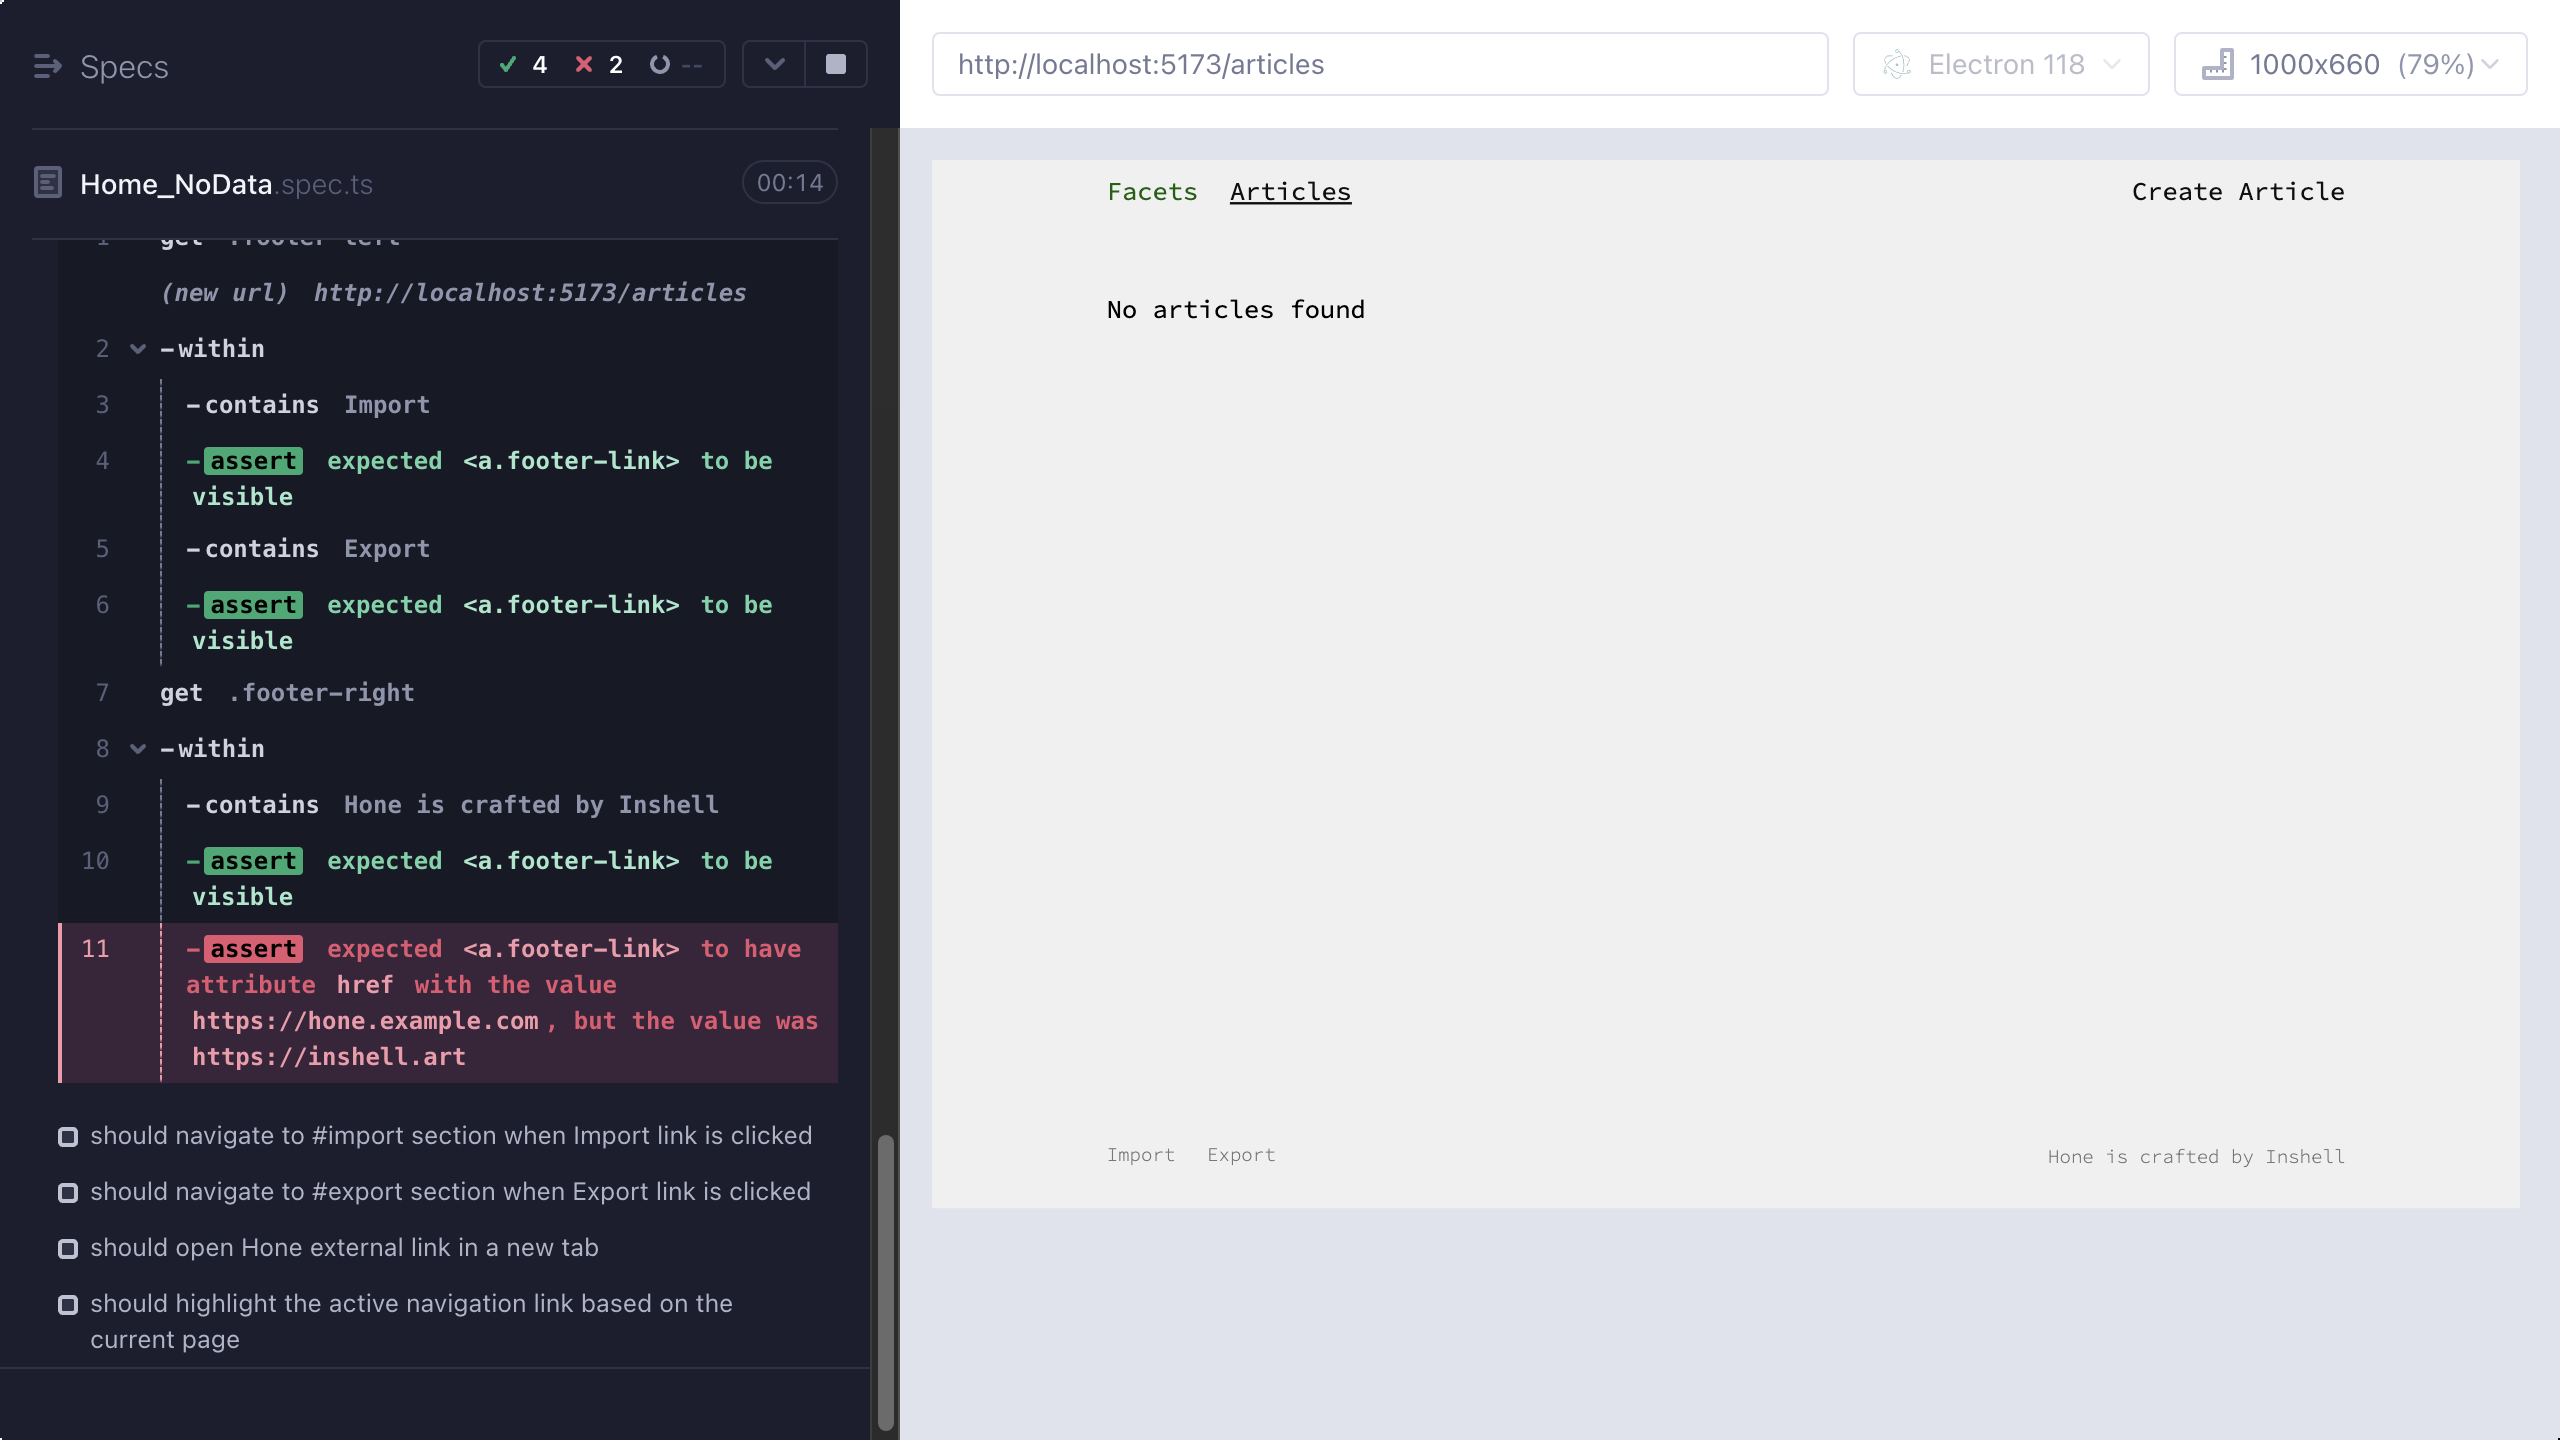 Specs
4 2 --
Home_NoData.spec.ts
00:14
1 get .footer-left
(new url) http://localhost:5173/articles
2 -within
3 -contains Import
4 -assert expected <a.footer-link> to be
visible
5 -contains Export
6 -assert expected <a.footer-link> to be
visible
7 get .footer-right
8 -within
9 -contains Hone is crafted by Inshell
10 -assert expected <a.footer-link> to be
visible
11 -assert expected <a.footer-link> to have
attribute href with the value
https://hone.example.com, but the value was
https://inshell.art
should navigate to #import section when Import link is clicked
should navigate to #export section when Export link is clicked
should open Hone external link in a new tab
should highlight the active navigation link based on the
current page
http://localhost:5173/articles
Electron 118
1000x660 (79%)
Facets Articles
Create Article
No articles found
Import Export
Hone is crafted by Inshell